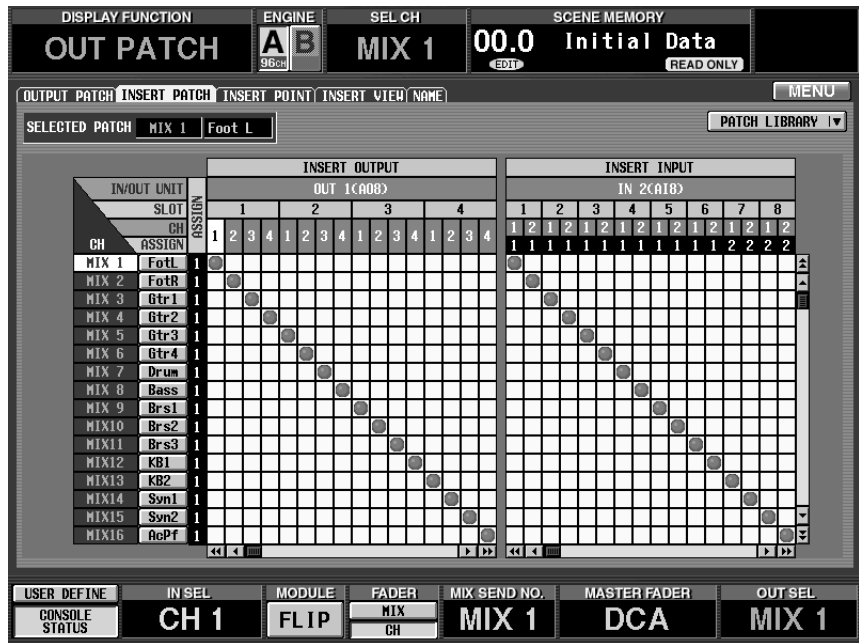 DISPLAY FUNCTION ENGINE SEL CH SCENE MEMORY
OUT PATCH A 96CH B MIX 1 00.0 EDIT Initial Data READ ONLY
OUTPUT PATCH INSERT PATCH INSERT POINT INSERT VIEW NAME MENU
SELECTED PATCH MIX 1 Foot L PATCH LIBRARY
INSERT OUTPUT INSERT INPUT
IN/OUT UNIT OUT 1(AO8) IN 2(AI8)
SLOT 1 2 3 4 1 2 3 4 5 6 7 8
CH 1 2 3 4 1 2 3 4 1 2 3 4 1 2 3 4 1 2 1 2 1 2 1 2 1 2 1 2 1 2 1 2
CH ASSIGN ASSIGN 1 1 1 1 1 1 1 1 1 1 1 1 2 2 2 2
MIX 1 FotL 1
MIX 2 FotR 1
MIX 3 Gtr1 1
MIX 4 Gtr2 1
MIX 5 Gtr3 1
MIX 6 Gtr4 1
MIX 7 Drum 1
MIX 8 Bass 1
MIX 9 Brs1 1
MIX10 Brs2 1
MIX11 Brs3 1
MIX12 KB1 1
MIX13 KB2 1
MIX14 Syn1 1
MIX15 Syn2 1
MIX16 AcPf 1
USER DEFINE IN SEL MODULE FADER MIX SEND NO. MASTER FADER OUT SEL
CONSOLE STATUS CH 1 FLIP MIX CH MIX 1 DCA MIX 1